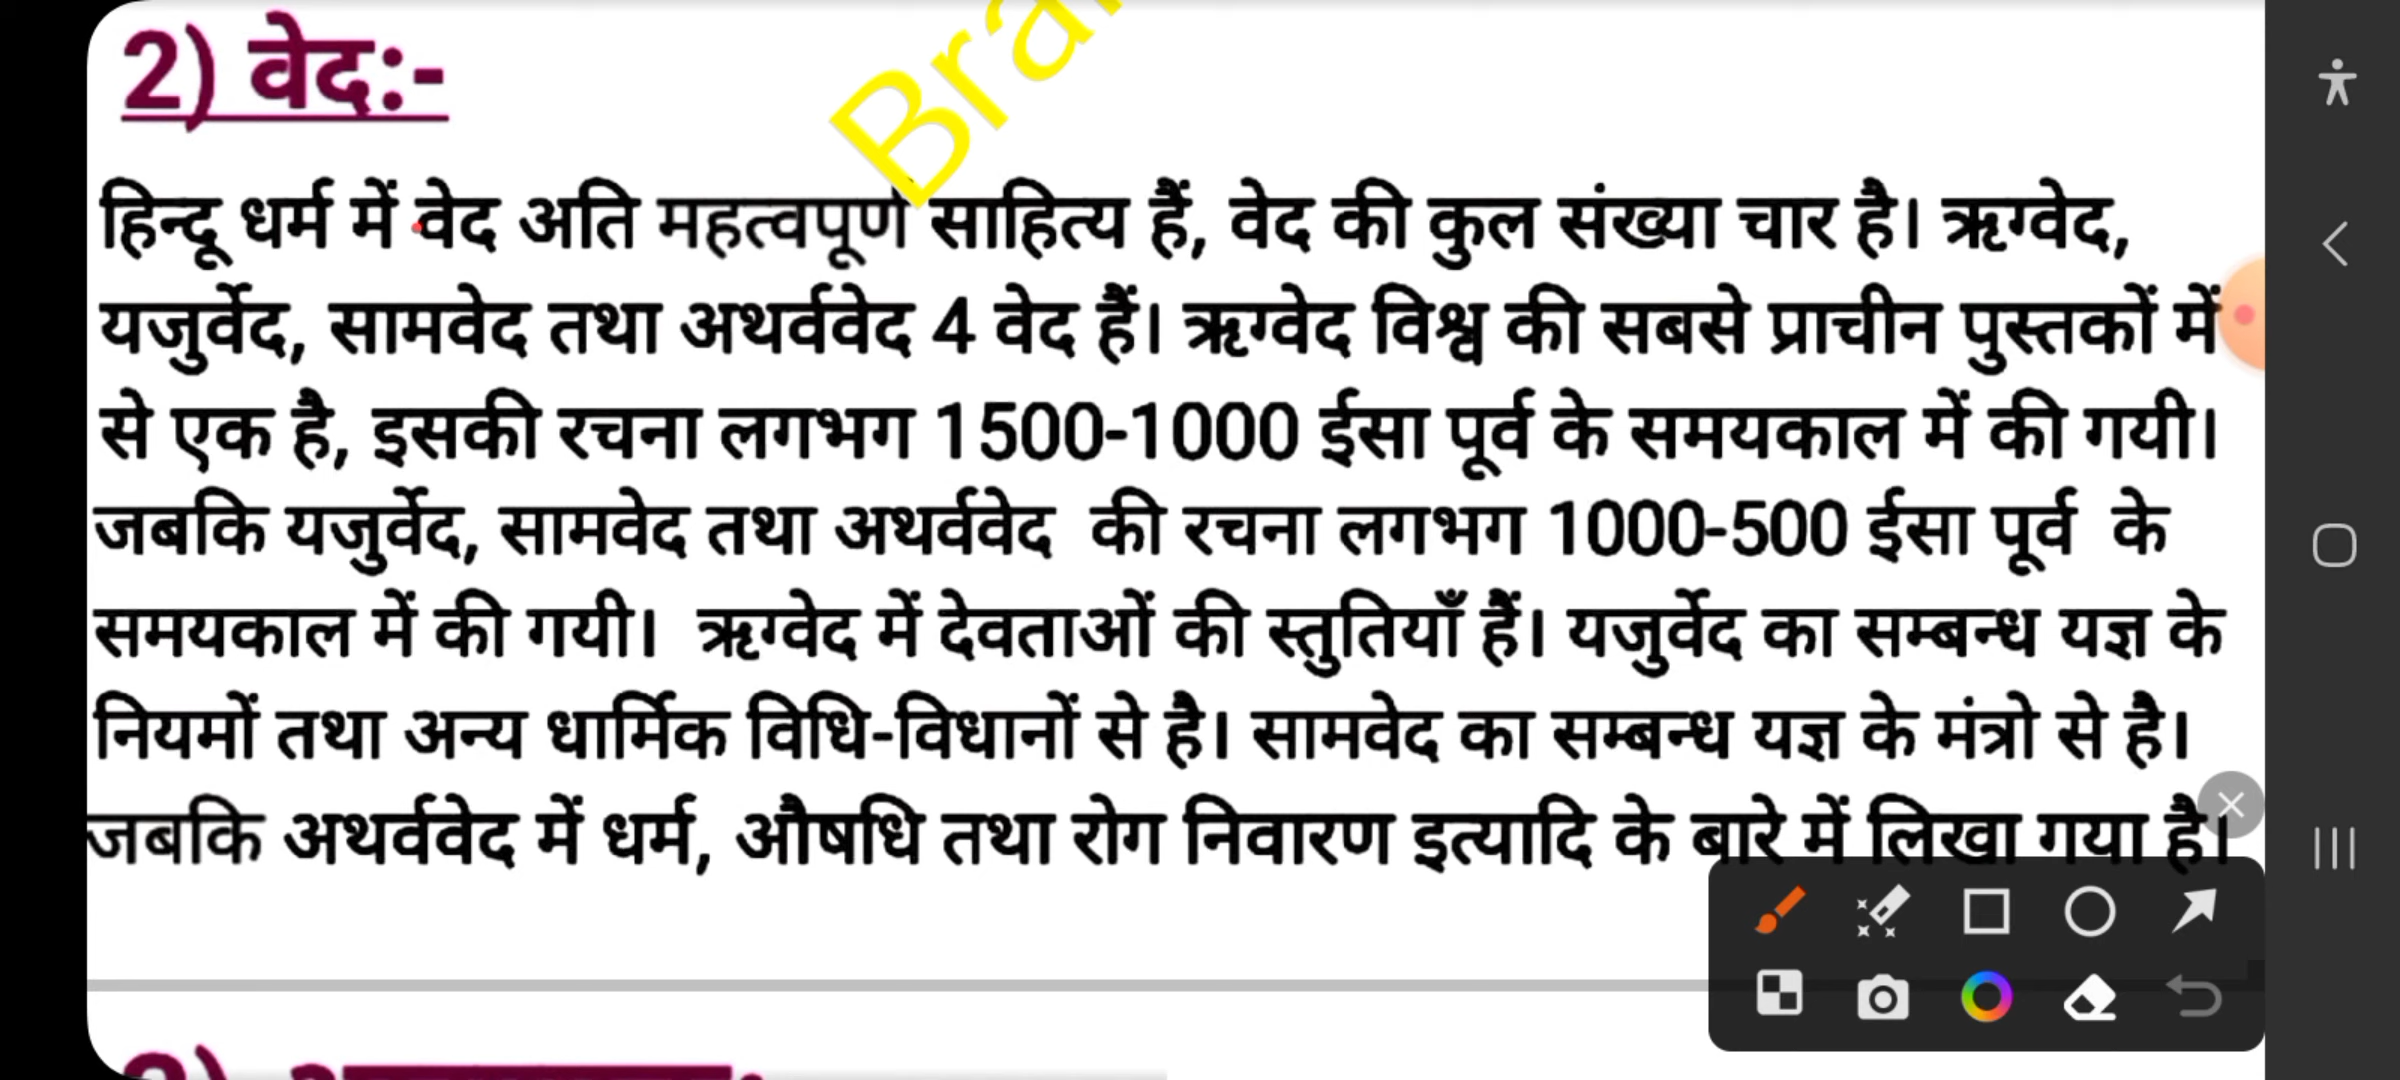 2) वेद:-
हिन्दू धर्म में वेद अति महत्वपूर्ण साहित्य हैं, वेद की कुल संख्या चार है। ऋग्वेद,
यजुर्वेद, सामवेद तथा अथर्ववेद 4 वेद हैं। ऋग्वेद विश्व की सबसे प्राचीन पुस्तकों में
से एक है, इसकी रचना लगभग 1500-1000 ईसा पूर्व के समयकाल में की गयी।
जबकि यजुर्वेद, सामवेद तथा अथर्ववेद की रचना लगभग 1000-500 ईसा पूर्व के
समयकाल में की गयी। ऋग्वेद में देवताओं की स्तुतियाँ हैं। यजुर्वेद का सम्बन्ध यज्ञ के
नियमों तथा अन्य धार्मिक विधि-विधानों से है। सामवेद का सम्बन्ध यज्ञ के मंत्रो से है।
जबकि अथर्ववेद में धर्म, औषधि तथा रोग निवारण इत्यादि के बारे में लिखा गया है।